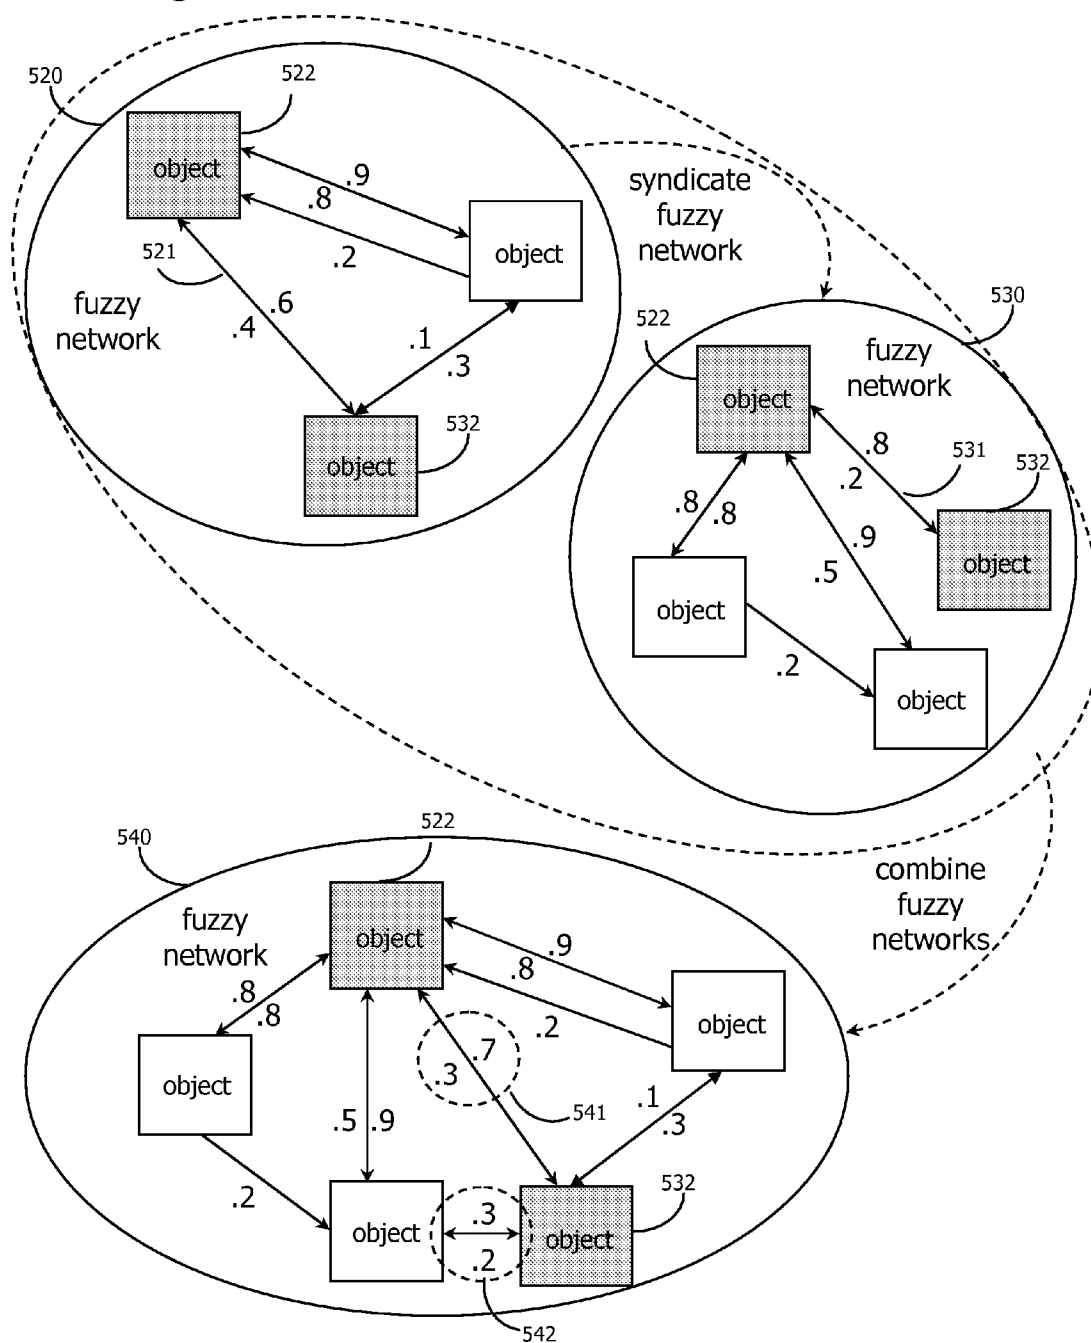 520
522
object
.9
.8
.2
object
521
fuzzy
network
.6
.4
.1
.3
object
532
syndicate
fuzzy
network
530
522
object
fuzzy
network
.8
.2
531
532
object
.8
.8
.9
.5
object
.2
object
540
522
fuzzy
network
object
.9
.8
.2
object
.8
.8
object
.7
.3
541
.5
.9
.1
.3
.2
object
.3
.2
object
532
542
combine
fuzzy
networks